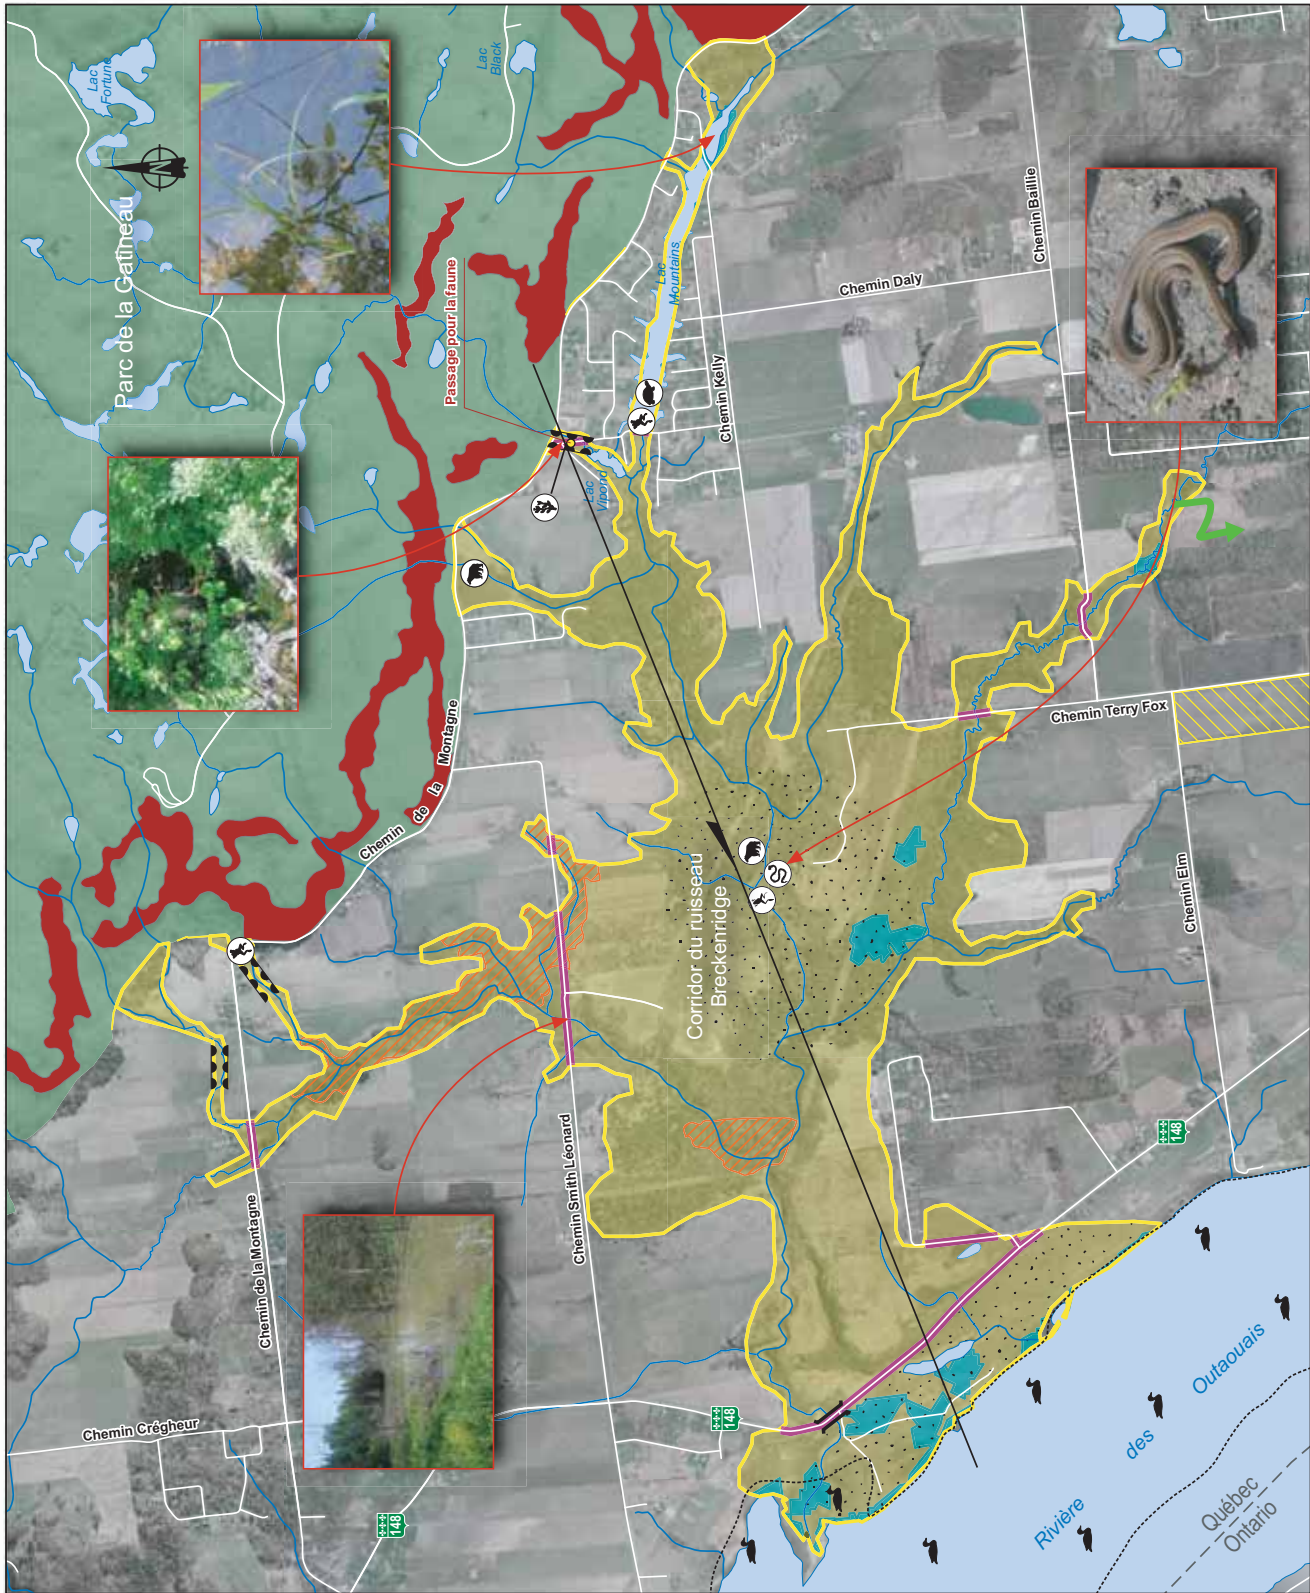 Lac
Fortune
Lac
Black
N
Parc de la Gatineau
Passage pour la faune
Lac
Mountains
Chemin Baillie
Chemin Daly
Chemin Kelly
Lac
Vipond
Chemin de la Montagne
Chemin Terry Fox
Corridor du ruisseau
Breckenridge
Chemin Elm
Chemin Smith Léonard
148
Chemin de la Montagne
Chemin Crégheur
148
148
Rivière
des
Outaouais
Québec
Ontario